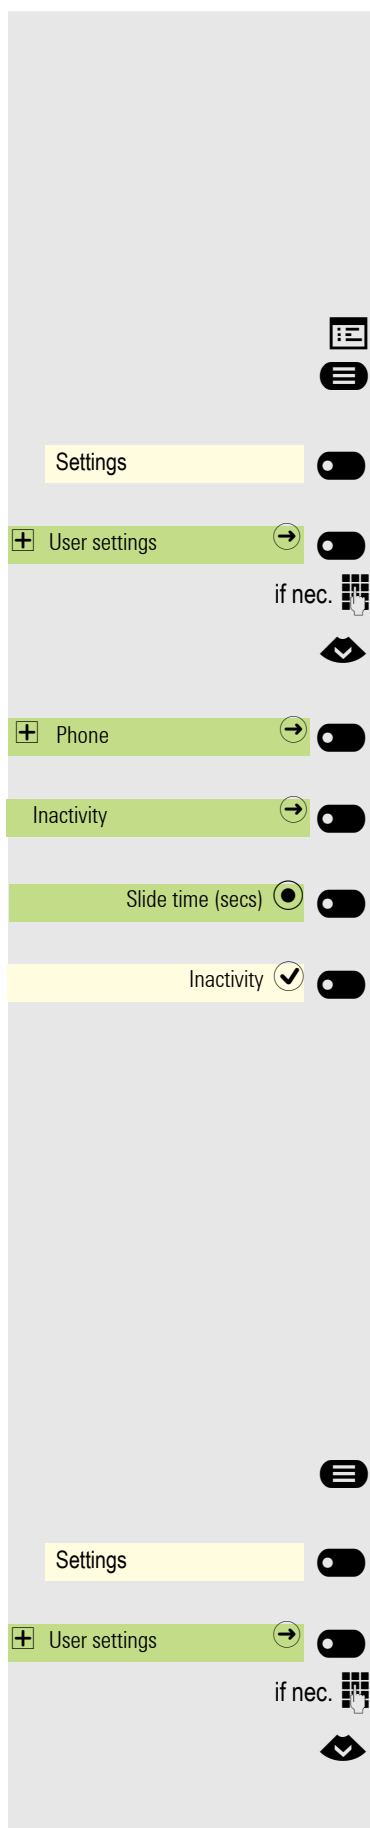 Settings
User settings
if nec.
Phone
Inactivity
Slide time (secs)
Inactivity
Settings
User settings
if nec.